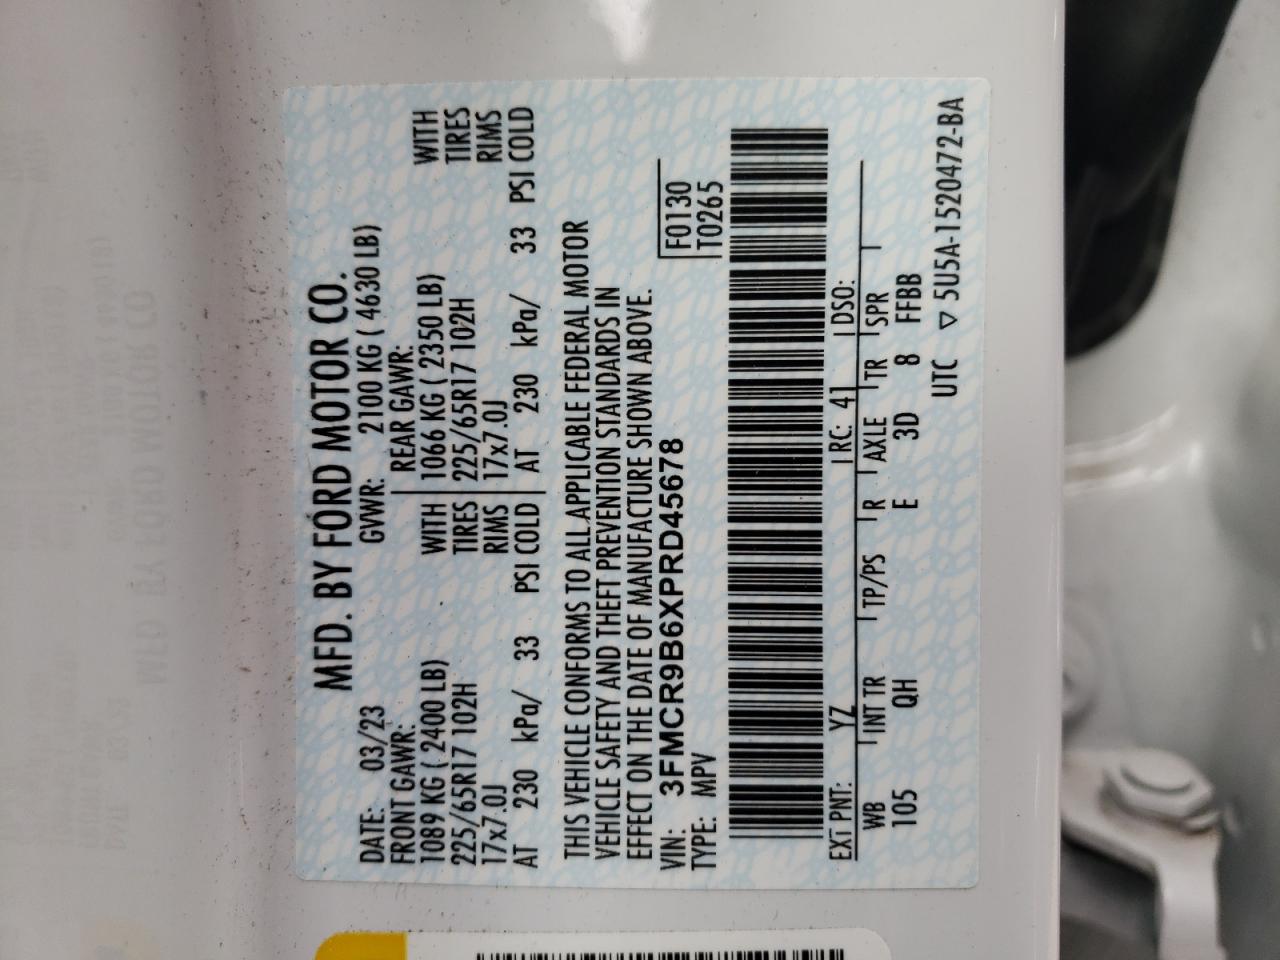 MFD. BY FORD MOTOR CO.
DATE: 03/23 GVWR: 2100 KG ( 4630 LB)
FRONT GAWR: REAR GAWR:
1089 KG ( 2400 LB) WITH 1066 KG ( 2350 LB) WITH
225/65R17 102H TIRES 225/65R17 102H TIRES
17x7.0J RIMS 17x7.0J RIMS
AT 230 kPa/ 33 PSI COLD AT 230 kPa/ 33 PSI COLD
THIS VEHICLE CONFORMS TO ALL APPLICABLE FEDERAL MOTOR
VEHICLE SAFETY AND THEFT PREVENTION STANDARDS IN
EFFECT ON THE DATE OF MANUFACTURE SHOWN ABOVE.
VIN: 3FMCR9B6XPRD45678 F0130
TYPE: MPV T0265
EXT PNT: YZ RC: 41 DSO:
WB INT TR TP/PS R AXLE TR SPR
105 QH E 3D 8 FFBB
UTC ▽ 5U5A-1520472-BA